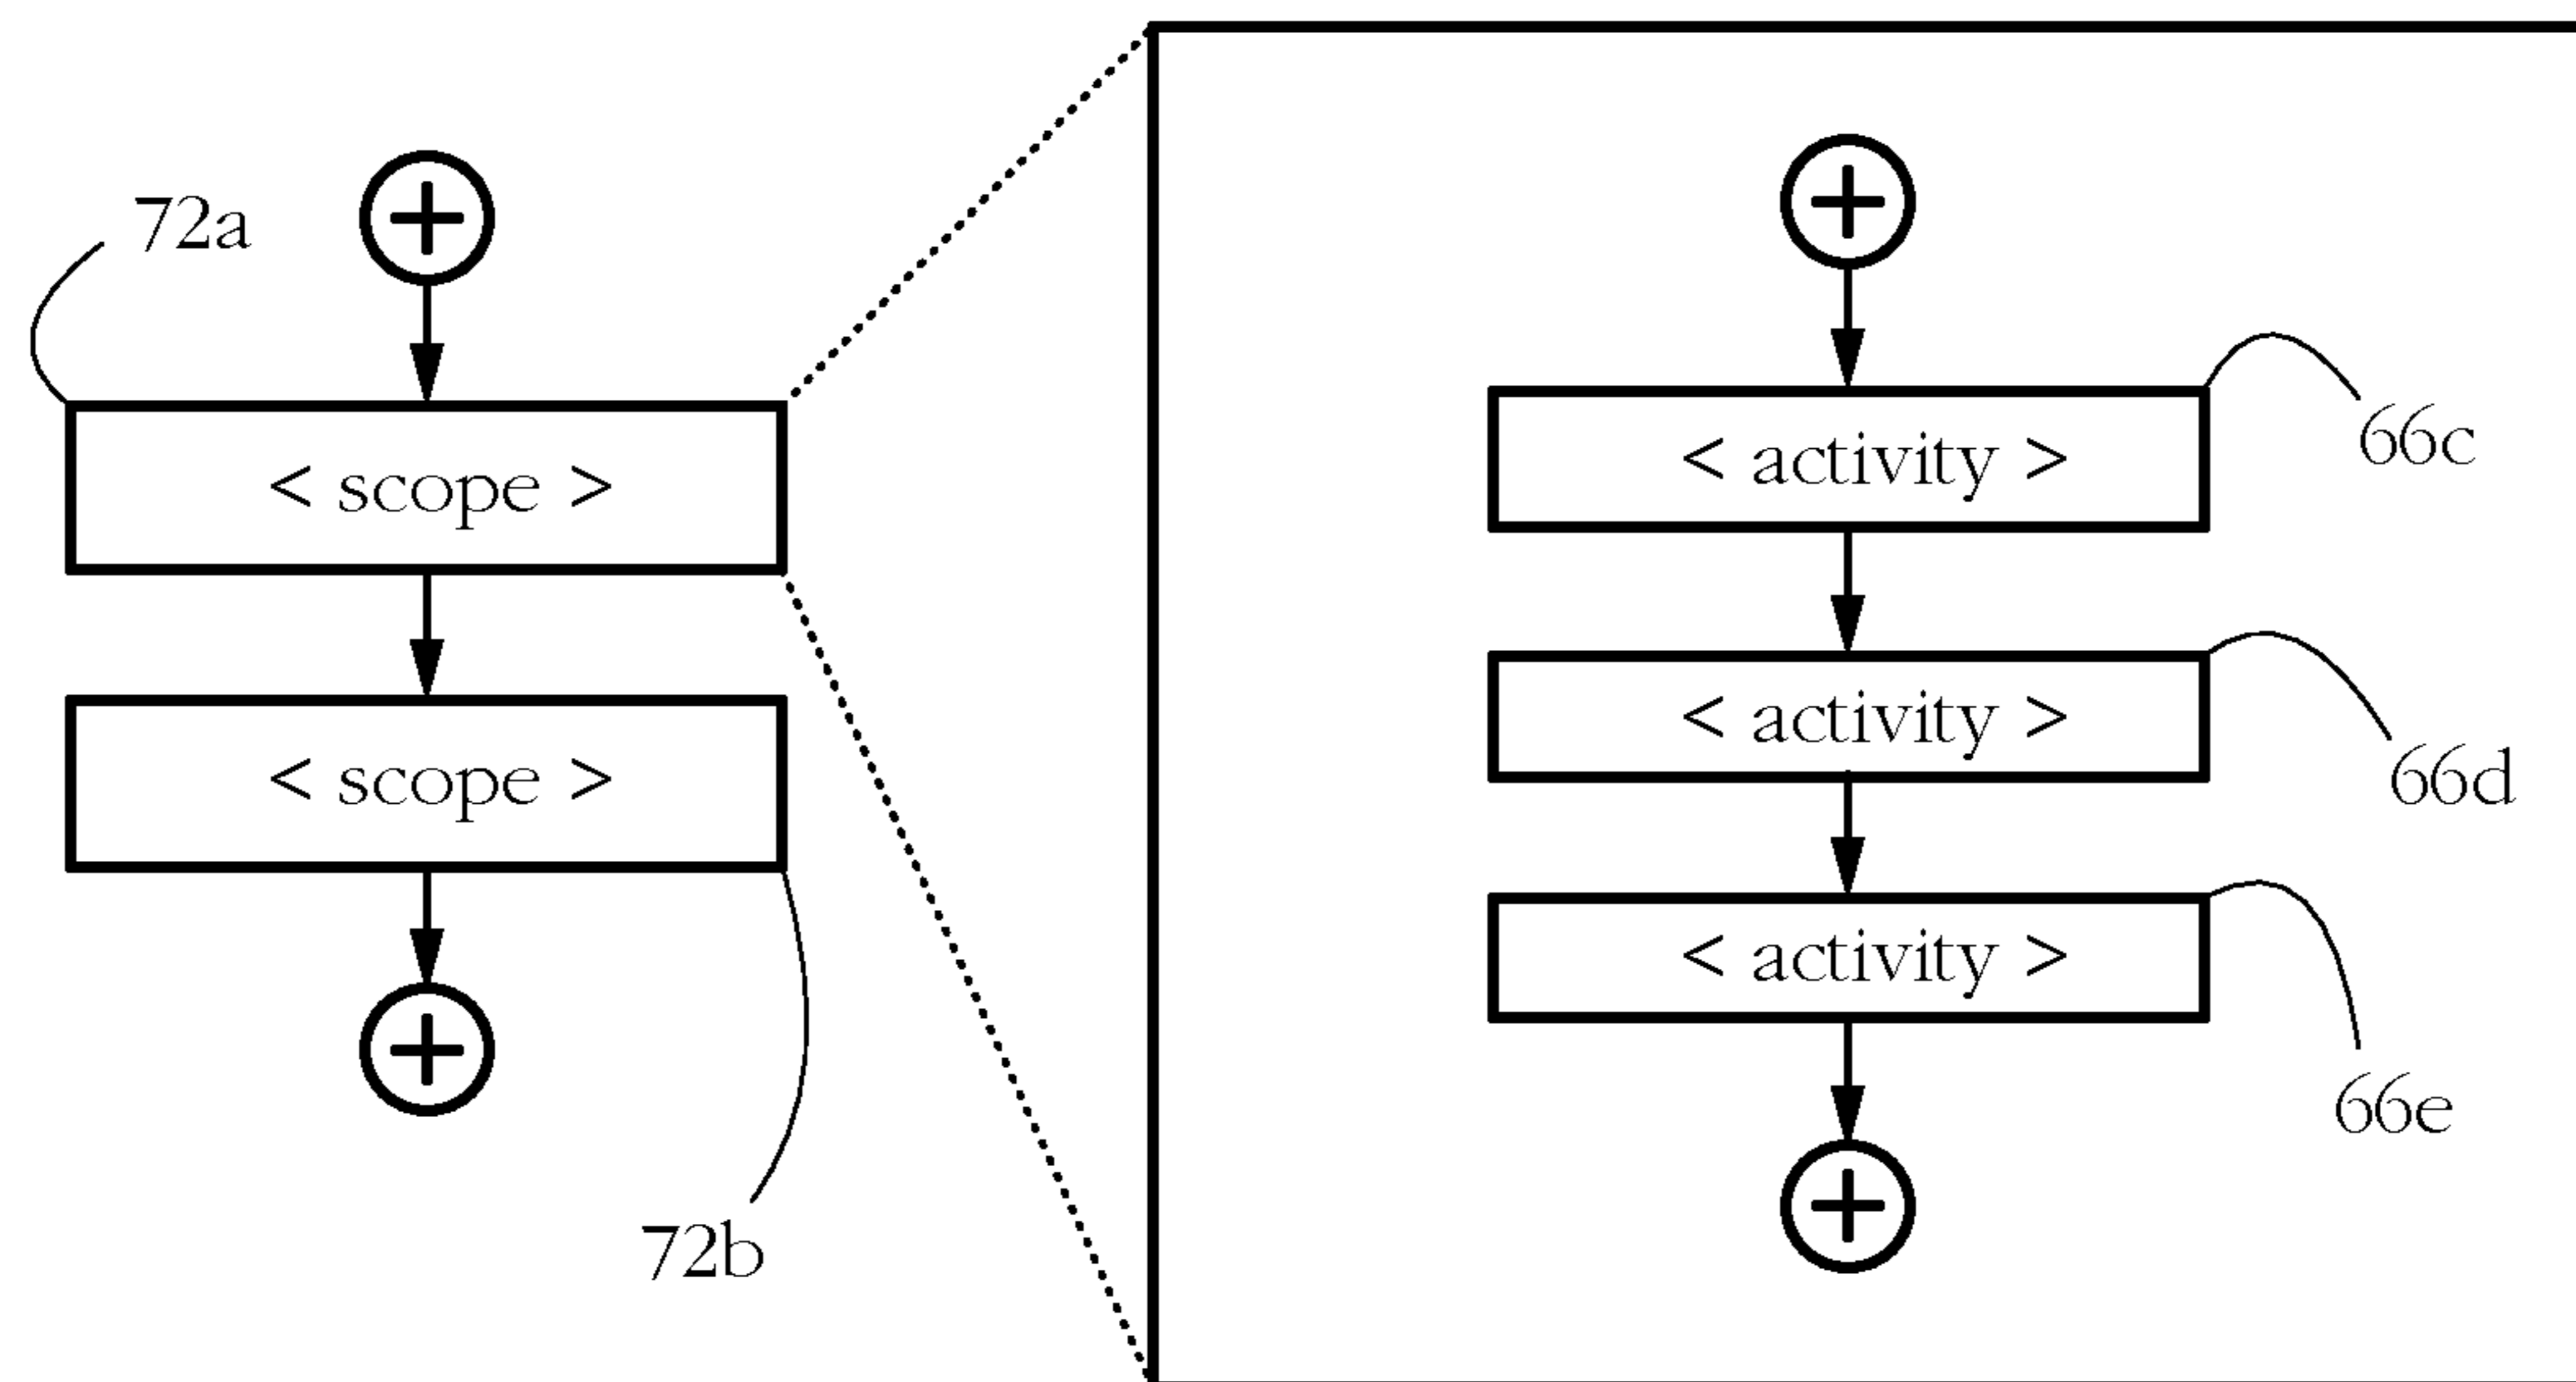 72a
< scope >
< scope >
72b
< activity >
66c
< activity >
66d
< activity >
66e